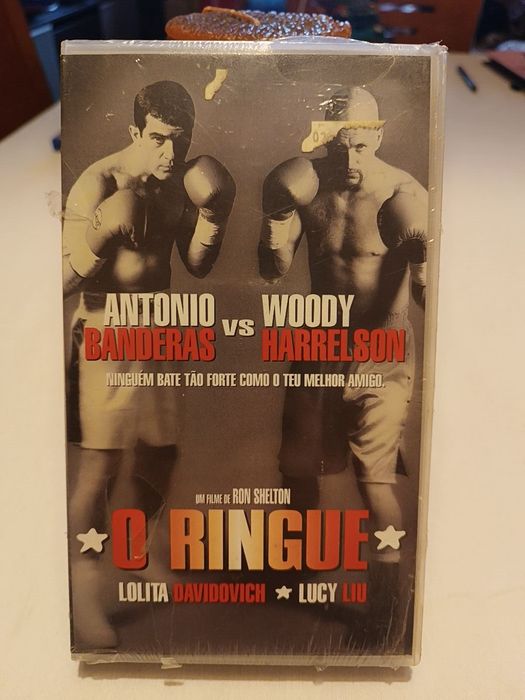 ANTONIO BANDERAS vs WOODY HARRELSON
NINGUÉM BATE TÃO FORTE COMO O TEU MELHOR AMIGO.
UM FILME DE RON SHELTON
O RINGUE
LOLITA DAVIDOVICH ★ LUCY LIU